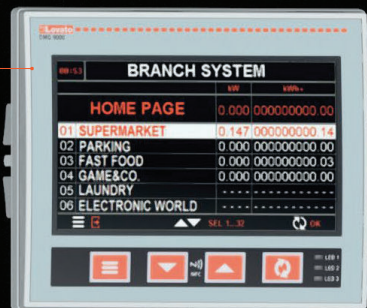 Lovato
DMG 9000
00:53 BRANCH SYSTEM
kW kWh+
HOME PAGE 0.000 000000000.00
01 SUPERMARKET 0.147 000000000.14
02 PARKING 0.000 000000000.00
03 FAST FOOD 0.000 000000000.03
04 GAME&CO. 0.000 000000000.00
05 LAUNDRY ----- ------------
06 ELECTRONIC WORLD ----- ------------
SEL 1..32 OK
NFC
LED 1
LED 2
LED 3